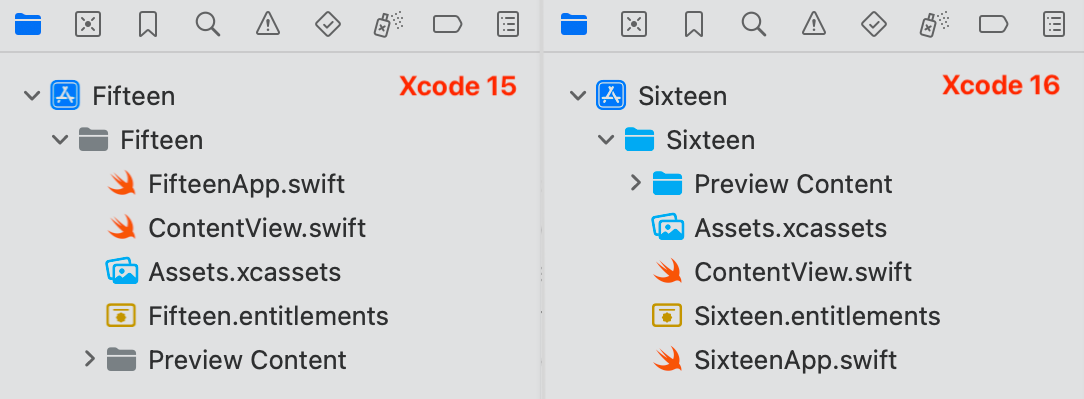 Xcode 15
Fifteen
Fifteen
FifteenApp.swift
ContentView.swift
Assets.xcassets
Fifteen.entitlements
Preview Content
Xcode 16
Sixteen
Sixteen
Preview Content
Assets.xcassets
ContentView.swift
Sixteen.entitlements
SixteenApp.swift